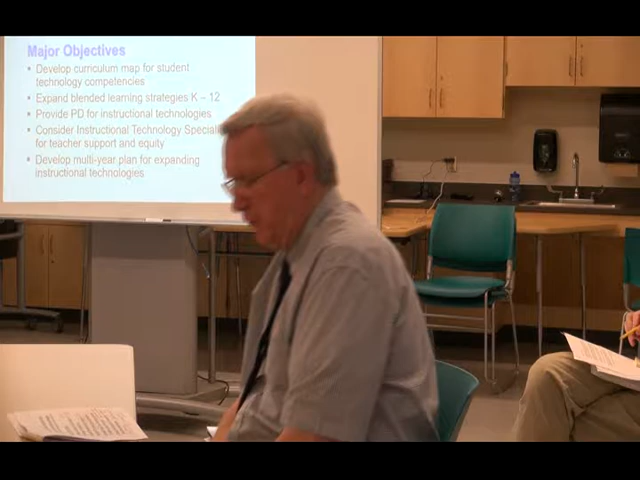 Major Objectives
• Develop curriculum map for student
technology competencies
• Expand blended learning strategies K – 12
• Provide PD for instructional technologies
• Consider Instructional Technology
for teacher support and equity
• Develop multi-year plan for expanding
instructional technologies